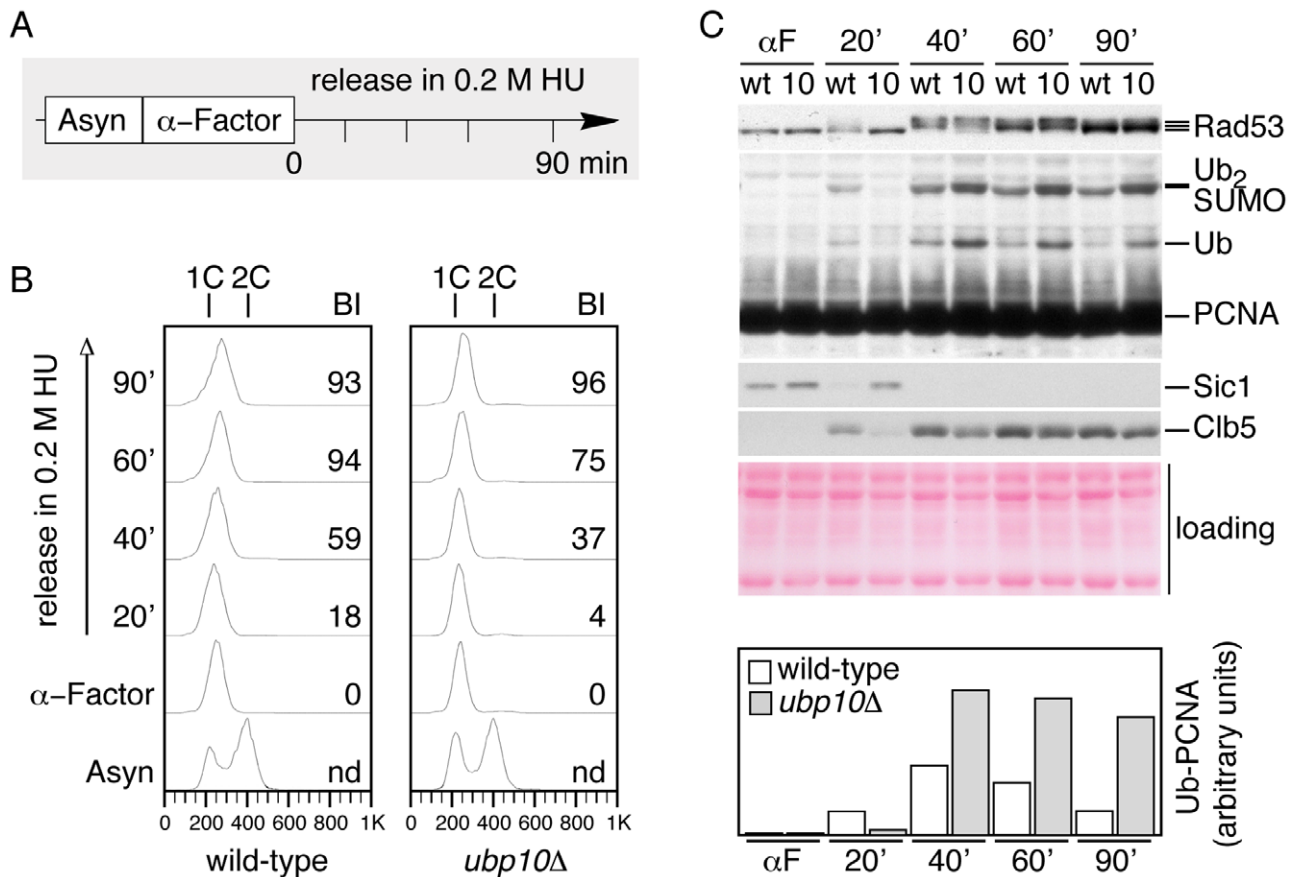 A
release in 0.2 M HU
Asyn
α–Factor
0
90 min
B
1C 2C
BI
1C 2C
BI
release in 0.2 M HU
90’
93
96
60’
94
75
40’
59
37
20’
18
4
α–Factor
0
0
Asyn
nd
nd
0 200 400 600 800 1K
0 200 400 600 800 1K
wild-type
ubp10Δ
C
αF 20’ 40’ 60’ 90’
wt 10 wt 10 wt 10 wt 10 wt 10
Rad53
Ub2
SUMO
Ub
PCNA
Sic1
Clb5
loading
wild-type
ubp10Δ
Ub-PCNA
(arbitrary units)
αF 20’ 40’ 60’ 90’